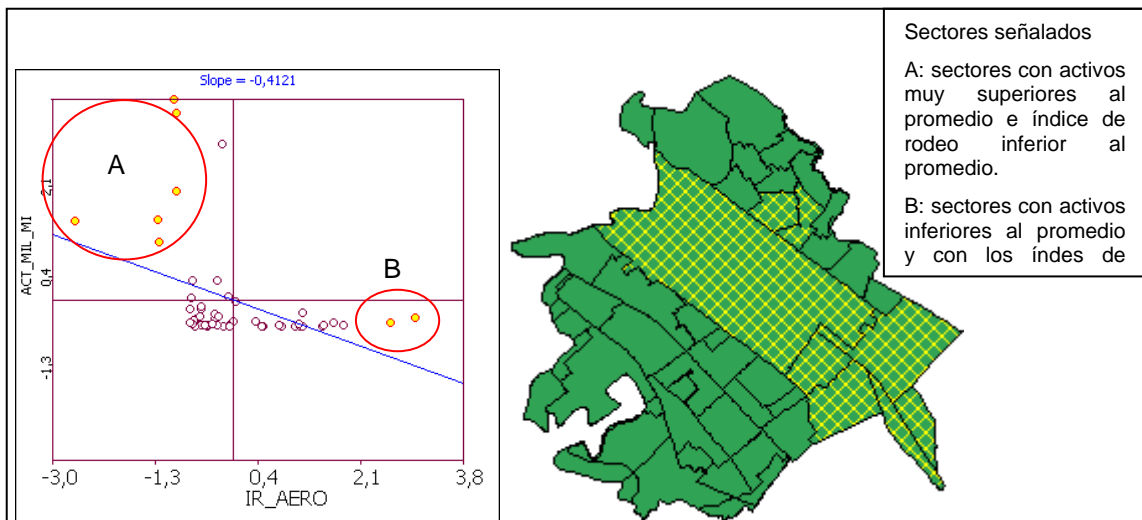 Slope = -0,4121
A
B
ACT_MIL_MI
2,1
0,4
-1,3
-3,0
-1,3
0,4
2,1
3,8
IR_AERO
Sectores señalados
A: sectores con activos
muy superiores al
promedio e índice de
rodeo inferior al
promedio.
B: sectores con activos
inferiores al promedio
y con los índes de